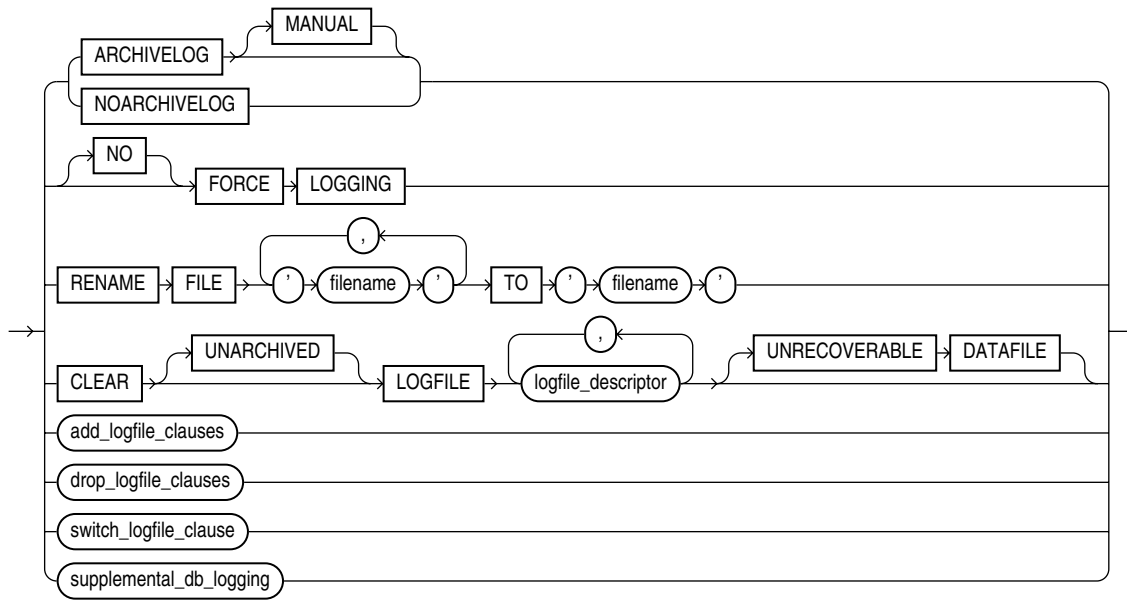 MANUAL
ARCHIVELOG
NOARCHIVELOG
NO
FORCE LOGGING
,
RENAME FILE ’ filename ’ TO ’ filename ’
,
UNARCHIVED UNRECOVERABLE DATAFILE
CLEAR LOGFILE logfile_descriptor
add_logfile_clauses
drop_logfile_clauses
switch_logfile_clause
supplemental_db_logging